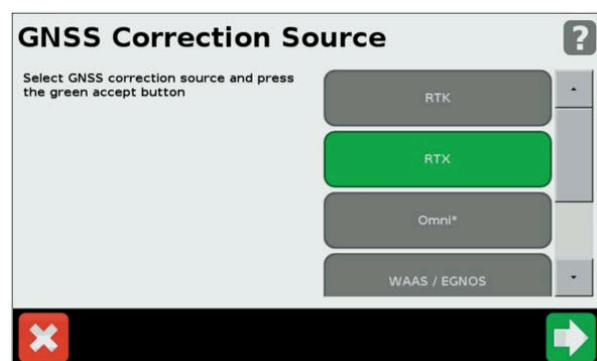 GNSS Correction Source
?
Select GNSS correction source and press
the green accept button
RTK
RTX
Omni*
WAAS / EGNOS